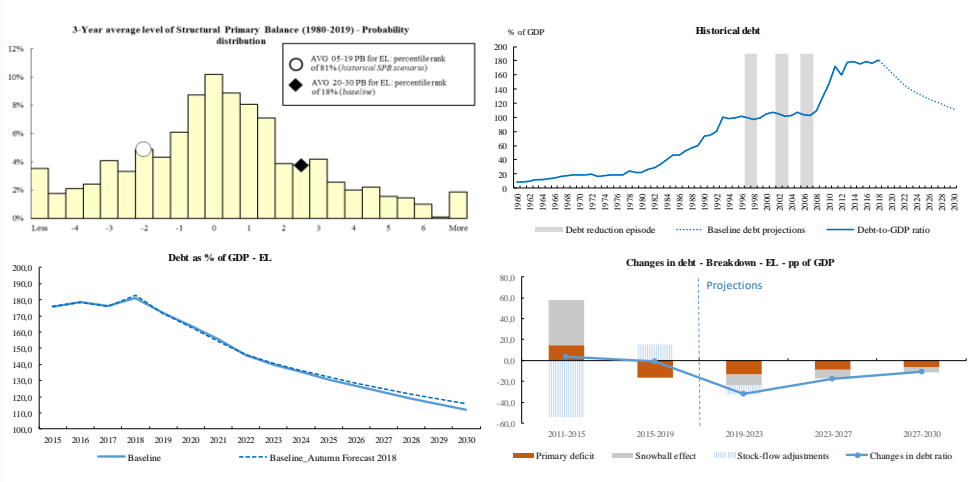 3-Year average level of Structural Primary Balance (1980-2019) - Probability
distribution
12%
10%
8%
6%
4%
2%
0%
AVG 05-19 PB for EL: percentile rank
of 81% (historical SPB scenario)
AVG 20-30 PB for EL: percentile rank
of 18% (baseline)
Less -4 -3 -2 -1 0 1 2 3 4 5 6 More
Historical debt
% of GDP
200
180
160
140
120
100
80
60
40
20
0
1960 1962 1964 1966 1968 1970 1972 1974 1976 1978 1980 1982 1984 1986 1988 1990 1992 1994 1996 1998 2000 2002 2004 2006 2008 2010 2012 2014 2016 2018 2020 2022 2024 2026 2028 2030
Debt reduction episode Baseline debt projections Debt-to-GDP ratio
Debt as % of GDP - EL
200,0
190,0
180,0
170,0
160,0
150,0
140,0
130,0
120,0
110,0
100,0
2015 2016 2017 2018 2019 2020 2021 2022 2023 2024 2025 2026 2027 2028 2029 2030
Baseline Baseline_Autumn Forecast 2018
Changes in debt - Breakdown - EL - pp of GDP
80,0
60,0
40,0
20,0
0,0
-20,0
-40,0
-60,0
Projections
2011-2015 2015-2019 2019-2023 2023-2027 2027-2030
Primary deficit Snowball effect Stock-flow adjustments Changes in debt ratio